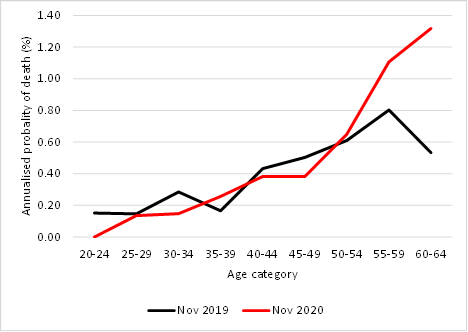 1.40
1.20
1.00
0.80
0.60
0.40
0.20
0.00
Annualised probality of death (%)
20-24 25-29 30-34 35-39 40-44 45-49 50-54 55-59 60-64
Age category
Nov 2019 Nov 2020